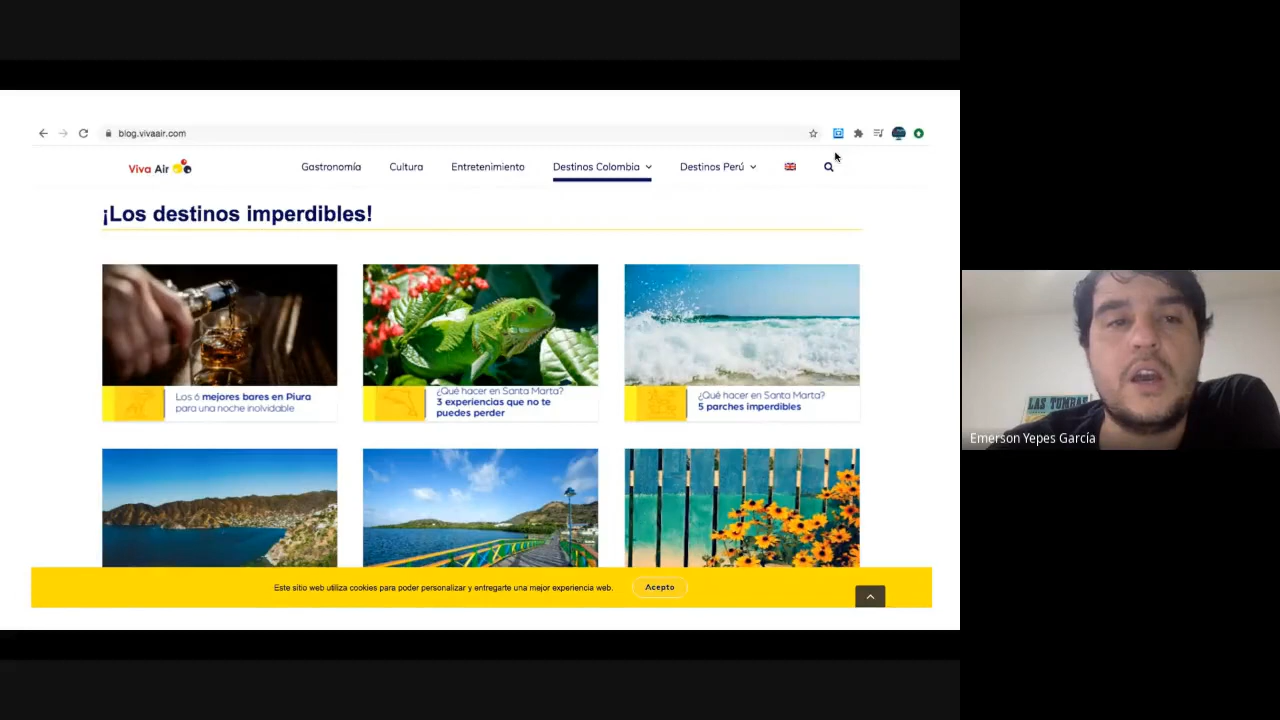 blog.vivaair.com
Viva Air
Gastronomía Cultura Entretenimiento Destinos Colombia Destinos Perú
¡Los destinos imperdibles!
Los 6 mejores bares en Piura
para una noche inolvidable
¿Qué hacer en Santa Marta?
3 experiencias que no te
puedes perder
¿Qué hacer en Santa Marta?
5 parches imperdibles
Este sitio web utiliza cookies para poder personalizar y entregarte una mejor experiencia web.
Acepto
LAS TUMBAS
Emerson Yepes García